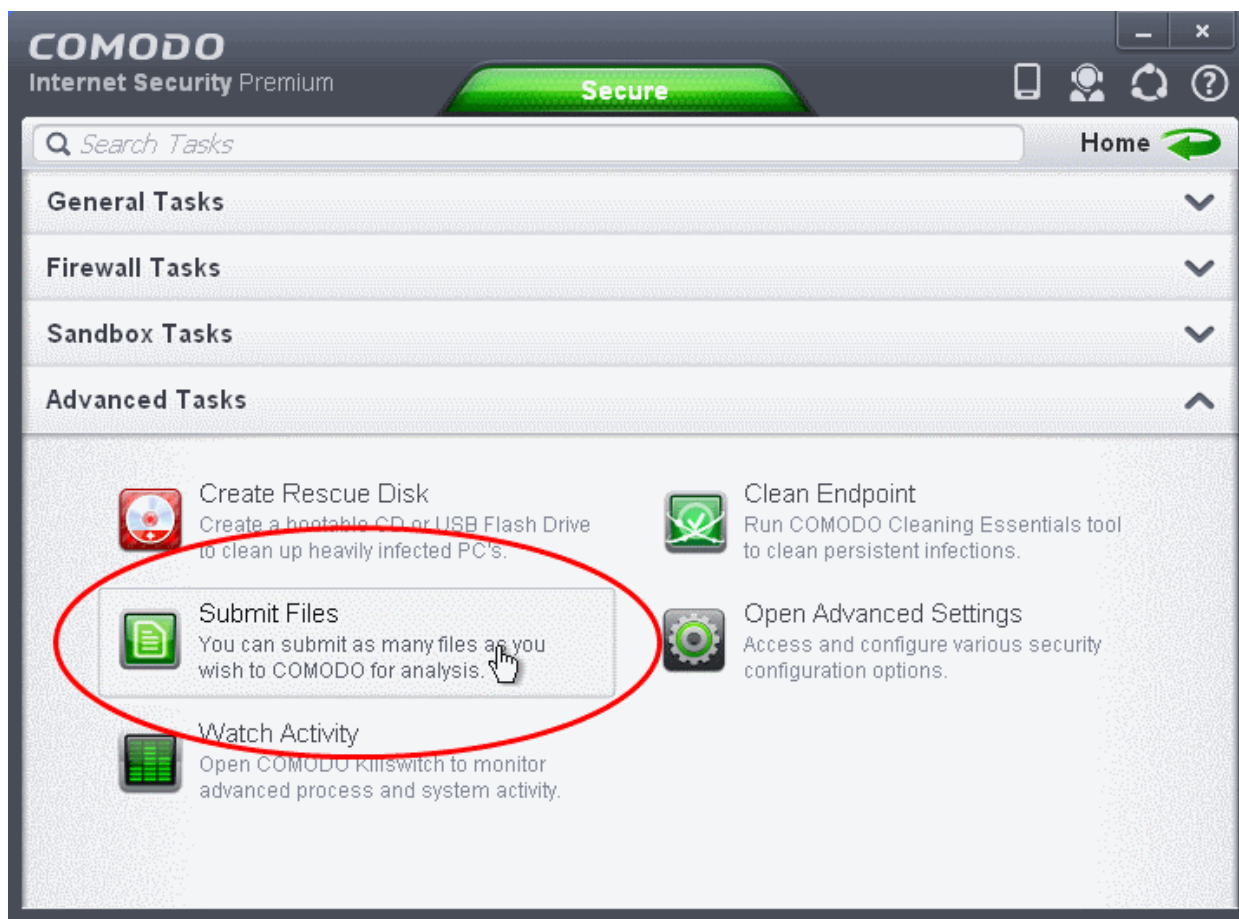 COMODO
Internet Security Premium
Secure
Search Tasks
Home
General Tasks
Firewall Tasks
Sandbox Tasks
Advanced Tasks
Create Rescue Disk
Create a bootable CD or USB Flash Drive
to clean up heavily infected PC's.
Clean Endpoint
Run COMODO Cleaning Essentials tool
to clean persistent infections.
Submit Files
You can submit as many files as you
wish to COMODO for analysis.
Open Advanced Settings
Access and configure various security
configuration options.
Watch Activity
Open COMODO Killswitch to monitor
advanced process and system activity.